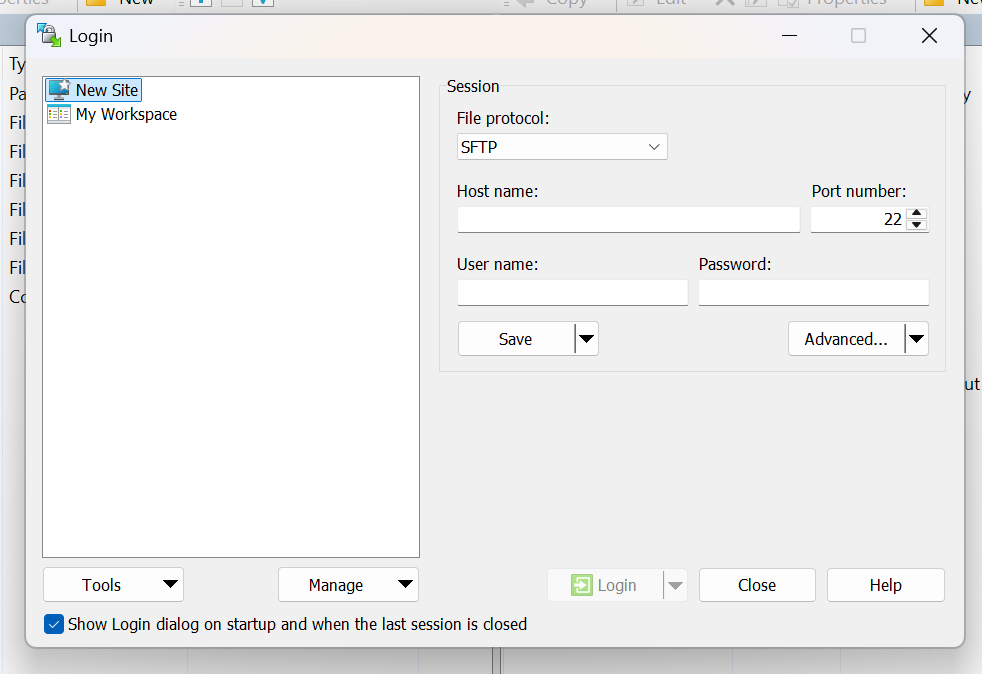 New
Copy
Edit
Properties
Login
New Site
My Workspace
Session
File protocol:
SFTP
Host name:
Port number:
22
User name:
Password:
Save
Advanced...
Tools
Manage
Login
Close
Help
Show Login dialog on startup and when the last session is closed